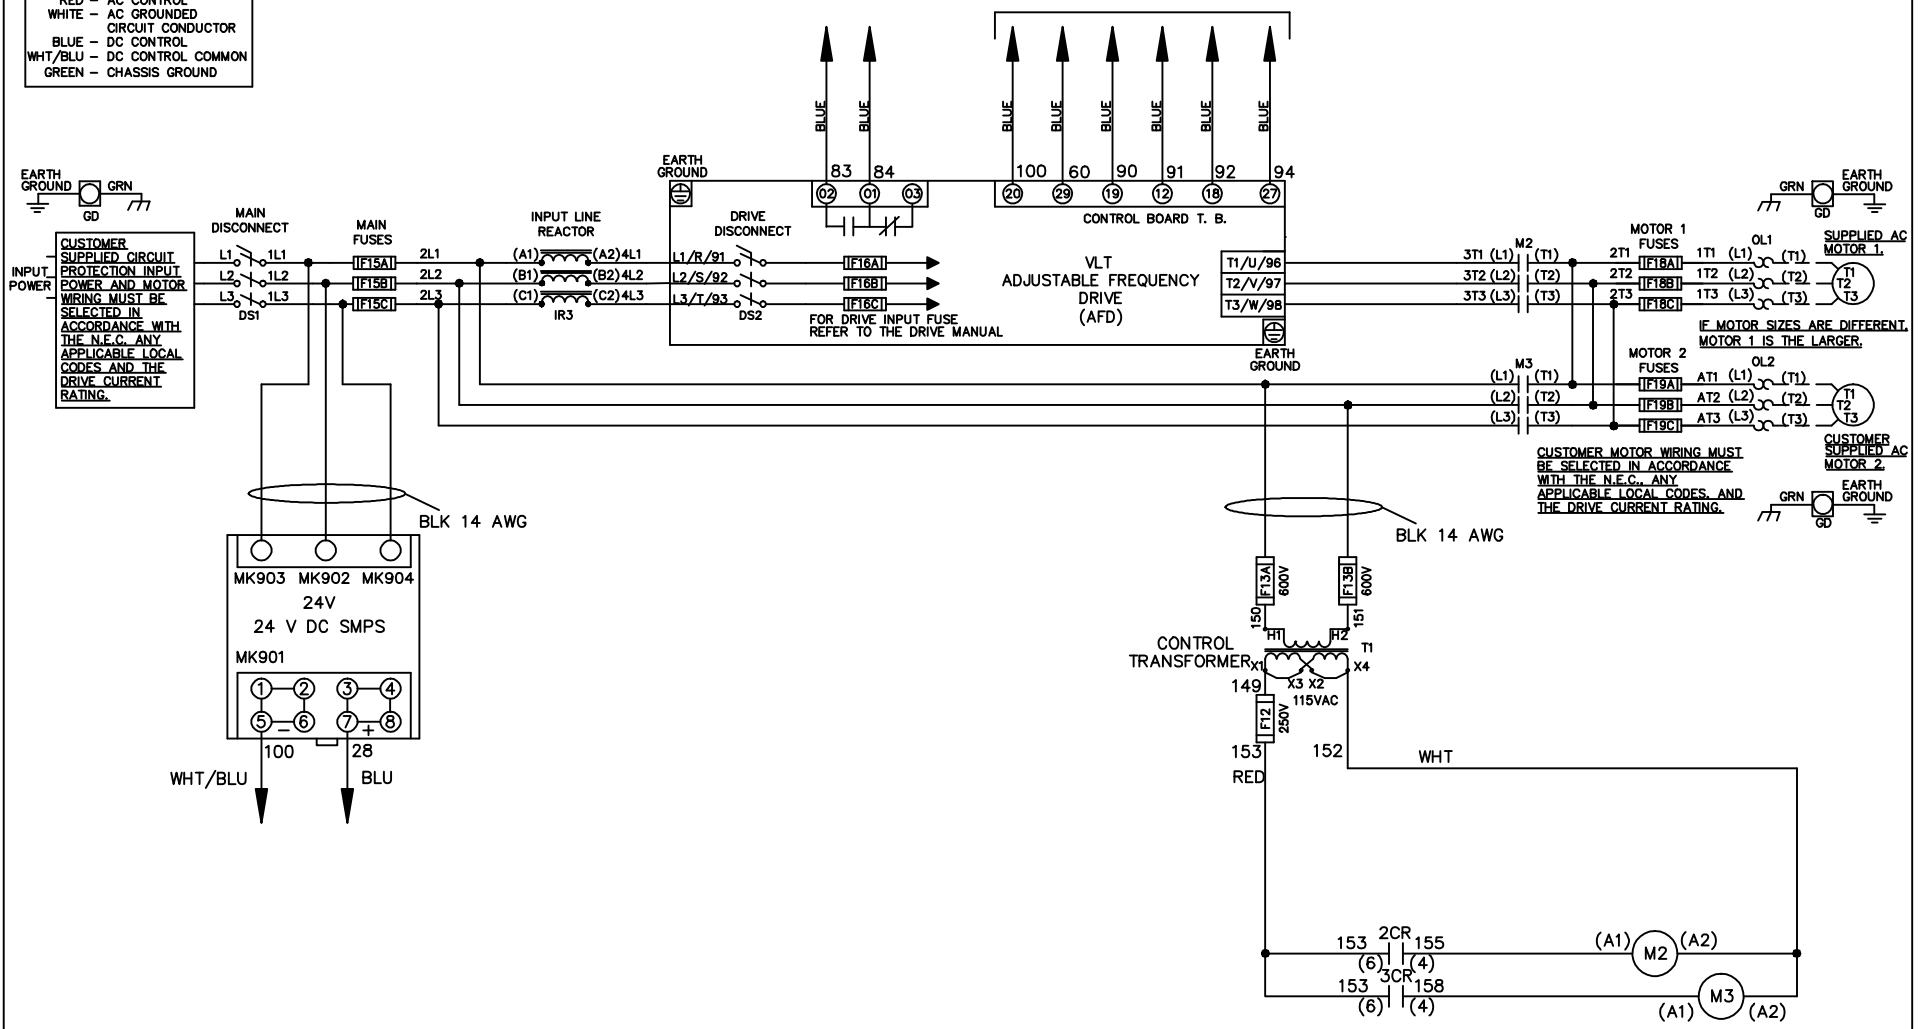 RED – AC CONTROL
WHITE – AC GROUNDED
CIRCUIT CONDUCTOR
BLUE – DC CONTROL
WHT/BLU – DC CONTROL COMMON
GREEN – CHASSIS GROUND
BLUE
BLUE
BLUE
BLUE
BLUE
BLUE
BLUE
BLUE
83
84
100
60
90
91
92
94
02
01
03
20
29
19
12
18
27
CONTROL BOARD T. B.
EARTH
GROUND
GRN
GD
EARTH
GROUND
MAIN
DISCONNECT
MAIN
FUSES
INPUT LINE
REACTOR
DRIVE
DISCONNECT
INPUT
POWER
CUSTOMER
SUPPLIED CIRCUIT
PROTECTION INPUT
POWER AND MOTOR
WIRING MUST BE
SELECTED IN
ACCORDANCE WITH
THE N.E.C. ANY
APPLICABLE LOCAL
CODES AND THE
DRIVE CURRENT
RATING.
L1 1L1 F15A 2L1 (A1) (A2) 4L1 L1/R/91 F16A
L2 1L2 F15B 2L2 (B1) (B2) 4L2 L2/S/92 F16B
L3 1L3 F15C 2L3 (C1) (C2) 4L3 L3/T/93 F16C
DS1
IR3
DS2
FOR DRIVE INPUT FUSE
REFER TO THE DRIVE MANUAL
VLT
ADJUSTABLE FREQUENCY
DRIVE
(AFD)
T1/U/96
T2/V/97
T3/W/98
EARTH
GROUND
GRN
EARTH
GROUND
GD
M2
MOTOR 1
FUSES
OL1
SUPPLIED AC
MOTOR 1.
3T1 (L1) (T1) 2T1 F18A 1T1 (L1) (T1) T1
3T2 (L2) (T2) 2T2 F18B 1T2 (L2) (T2) T2
3T3 (L3) (T3) 2T3 F18C 1T3 (L3) (T3) T3
IF MOTOR SIZES ARE DIFFERENT,
MOTOR 1 IS THE LARGER.
M3
MOTOR 2
FUSES
OL2
(L1) (T1) F19A AT1 (L1) (T1) T1
(L2) (T2) F19B AT2 (L2) (T2) T2
(L3) (T3) F19C AT3 (L3) (T3) T3
CUSTOMER
SUPPLIED AC
MOTOR 2.
CUSTOMER MOTOR WIRING MUST
BE SELECTED IN ACCORDANCE
WITH THE N.E.C., ANY
APPLICABLE LOCAL CODES, AND
THE DRIVE CURRENT RATING.
GRN
EARTH
GROUND
GD
BLK 14 AWG
BLK 14 AWG
MK903 MK902 MK904
24V
24 V DC SMPS
MK901
1 2 3 4
5 6 7 8
– +
100
28
WHT/BLU
BLU
F13A
600V
F13B
600V
150
151
H1
H2
T1
CONTROL
TRANSFORMER
X1
X3 X2
X4
115VAC
149
F12
250V
153
RED
152
WHT
153 2CR 155 (A1) M2 (A2)
(6) (4)
153 3CR 158 M3
(6) (4) (A1) (A2)